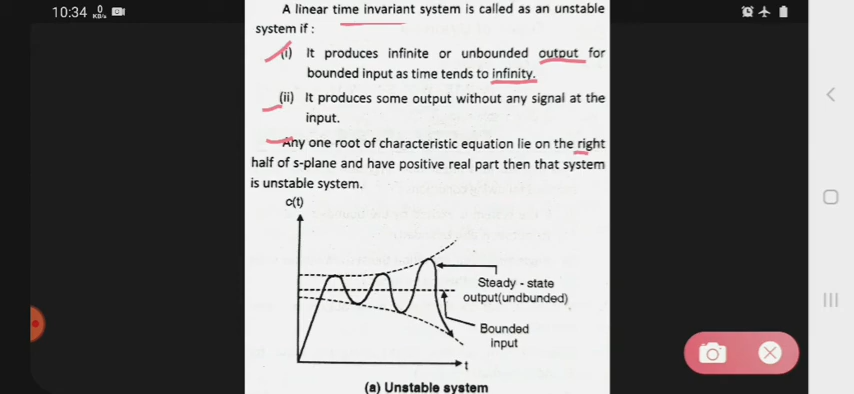 10:34 0 KB/s
A linear time invariant system is called as an unstable
system if :
(i) It produces infinite or unbounded output for
bounded input as time tends to infinity.
(ii) It produces some output without any signal at the
input.
Any one root of characteristic equation lie on the right
half of s-plane and have positive real part then that system
is unstable system.
c(t)
Steady - state
output(undbunded)
Bounded
input
t
(a) Unstable system